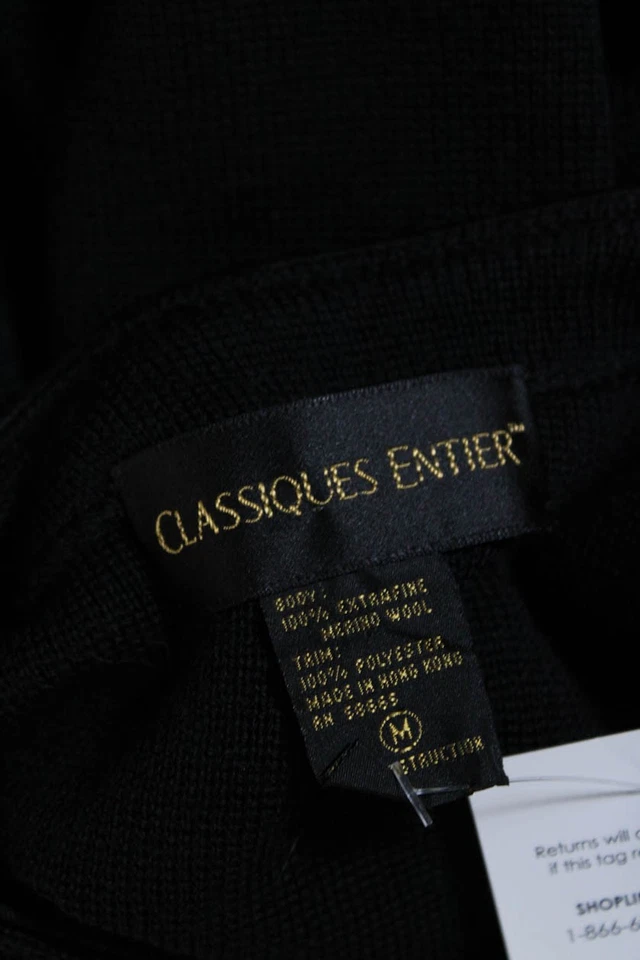 CLASSIQUES ENTIER™
BODY:
100% EXTRAFINE
MERINO WOOL
TRIM:
100% POLYESTER
MADE IN HONG KONG
RN
M
STRUCTION
Returns will
if this tag
SHOPLI
1-866-6